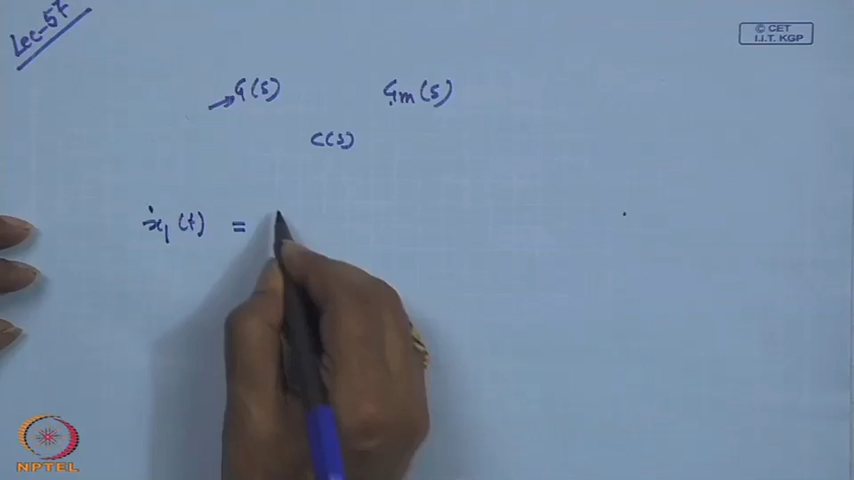 Lec-57
© CET
I.I.T. KGP
→G(s) Gm(s)
C(s)
ẋ₁(t) =
NPTEL